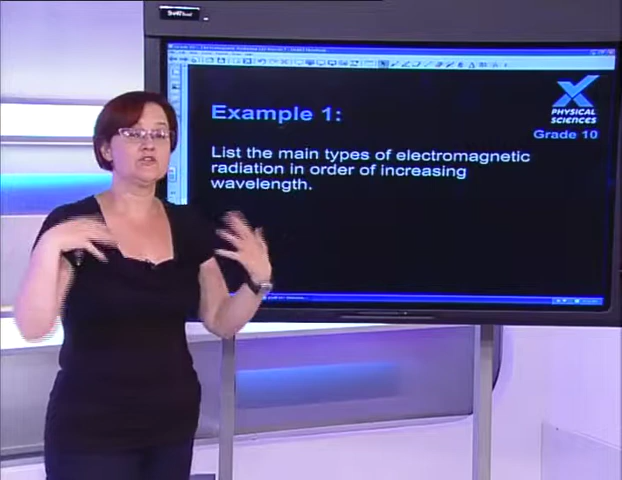 Example 1:
PHYSICAL
SCIENCES
Grade 10
List the main types of electromagnetic
radiation in order of increasing
wavelength.